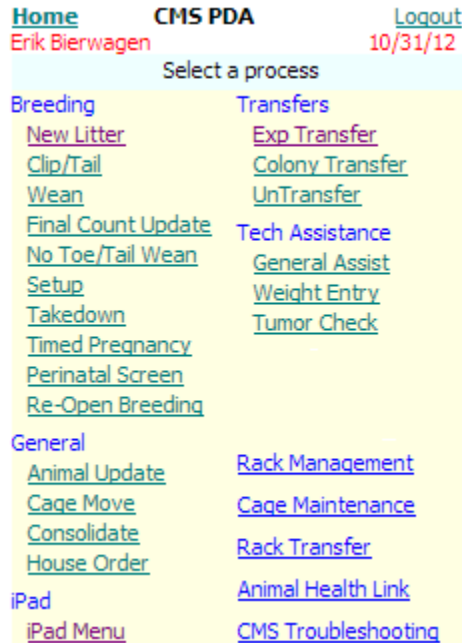 Home CMS PDA Logout
Erik Bierwagen 10/31/12
Select a process
Breeding
New Litter
Clip/Tail
Wean
Final Count Update
No Toe/Tail Wean
Setup
Takedown
Timed Pregnancy
Perinatal Screen
Re-Open Breeding
General
Animal Update
Cage Move
Consolidate
House Order
iPad
iPad Menu
Transfers
Exp Transfer
Colony Transfer
UnTransfer
Tech Assistance
General Assist
Weight Entry
Tumor Check
Rack Management
Cage Maintenance
Rack Transfer
Animal Health Link
CMS Troubleshooting